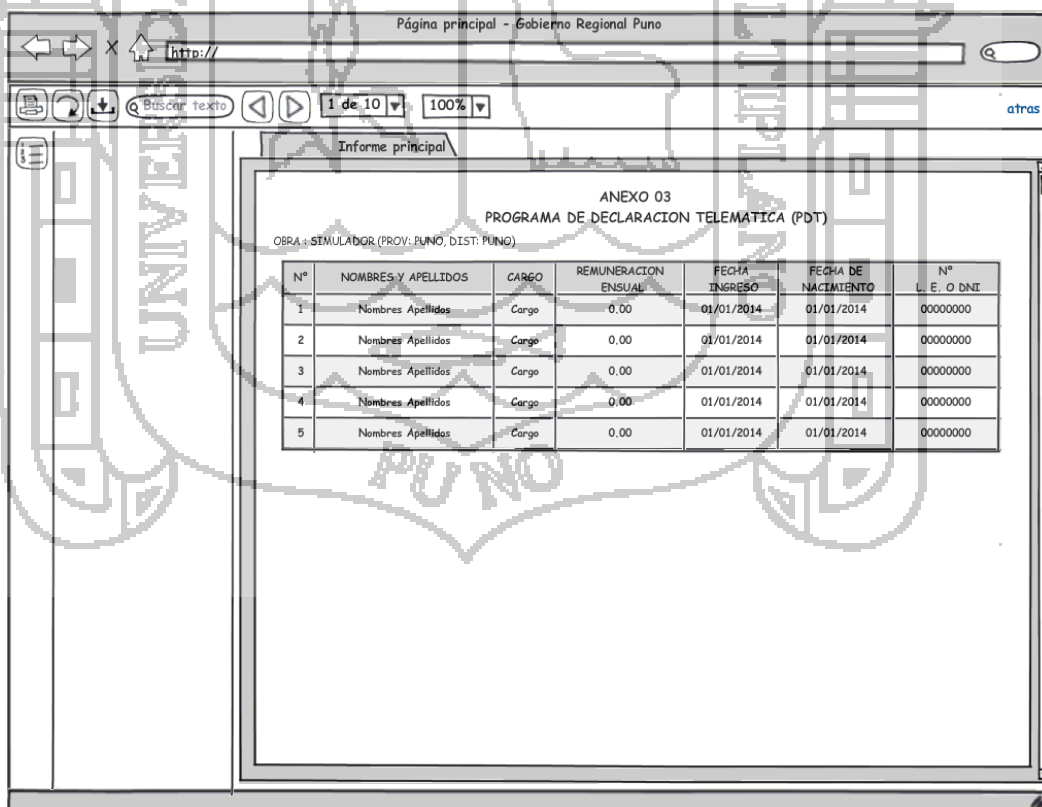 Página principal - Gobierno Regional Puno
X http://
Buscar texto 1 de 10 100% atras
Informe principal
ANEXO 03
PROGRAMA DE DECLARACION TELEMATICA (PDT)
OBRA : SIMULADOR (PROV: PUNO, DIST: PUNO)
Nº NOMBRES Y APELLIDOS CARGO REMUNERACION ENSUAL FECHA INGRESO FECHA DE NACIMIENTO Nº L. E. O DNI
1 Nombres Apellidos Cargo 0.00 01/01/2014 01/01/2014 00000000
2 Nombres Apellidos Cargo 0.00 01/01/2014 01/01/2014 00000000
3 Nombres Apellidos Cargo 0.00 01/01/2014 01/01/2014 00000000
4 Nombres Apellidos Cargo 0.00 01/01/2014 01/01/2014 00000000
5 Nombres Apellidos Cargo 0.00 01/01/2014 01/01/2014 00000000
PUNO